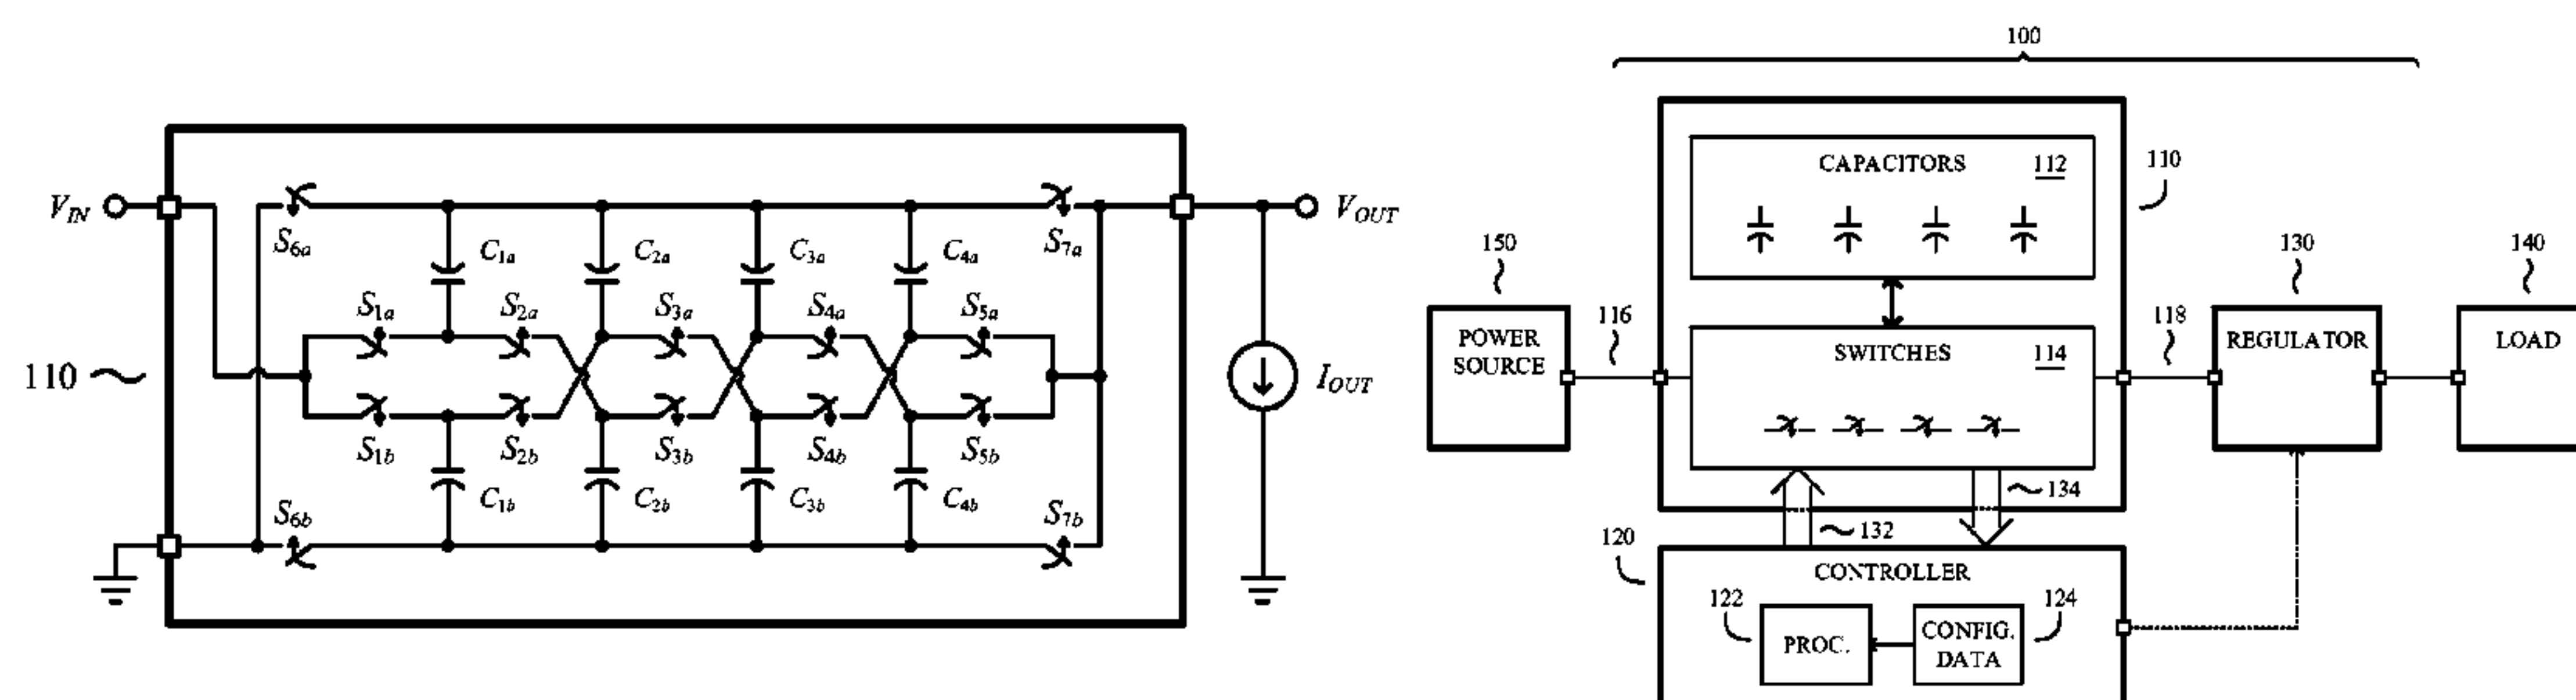 V_IN
V_OUT
I_OUT
110
S_6a
S_7a
C_1a
C_2a
C_3a
C_4a
S_1a
S_2a
S_3a
S_4a
S_5a
S_1b
S_2b
S_3b
S_4b
S_5b
C_1b
C_2b
C_3b
C_4b
S_6b
S_7b
100
110
CAPACITORS 112
150
POWER
SOURCE
116
SWITCHES 114
118
130
REGULATOR
140
LOAD
134
132
120
CONTROLLER
122
PROC.
124
CONFIG.
DATA